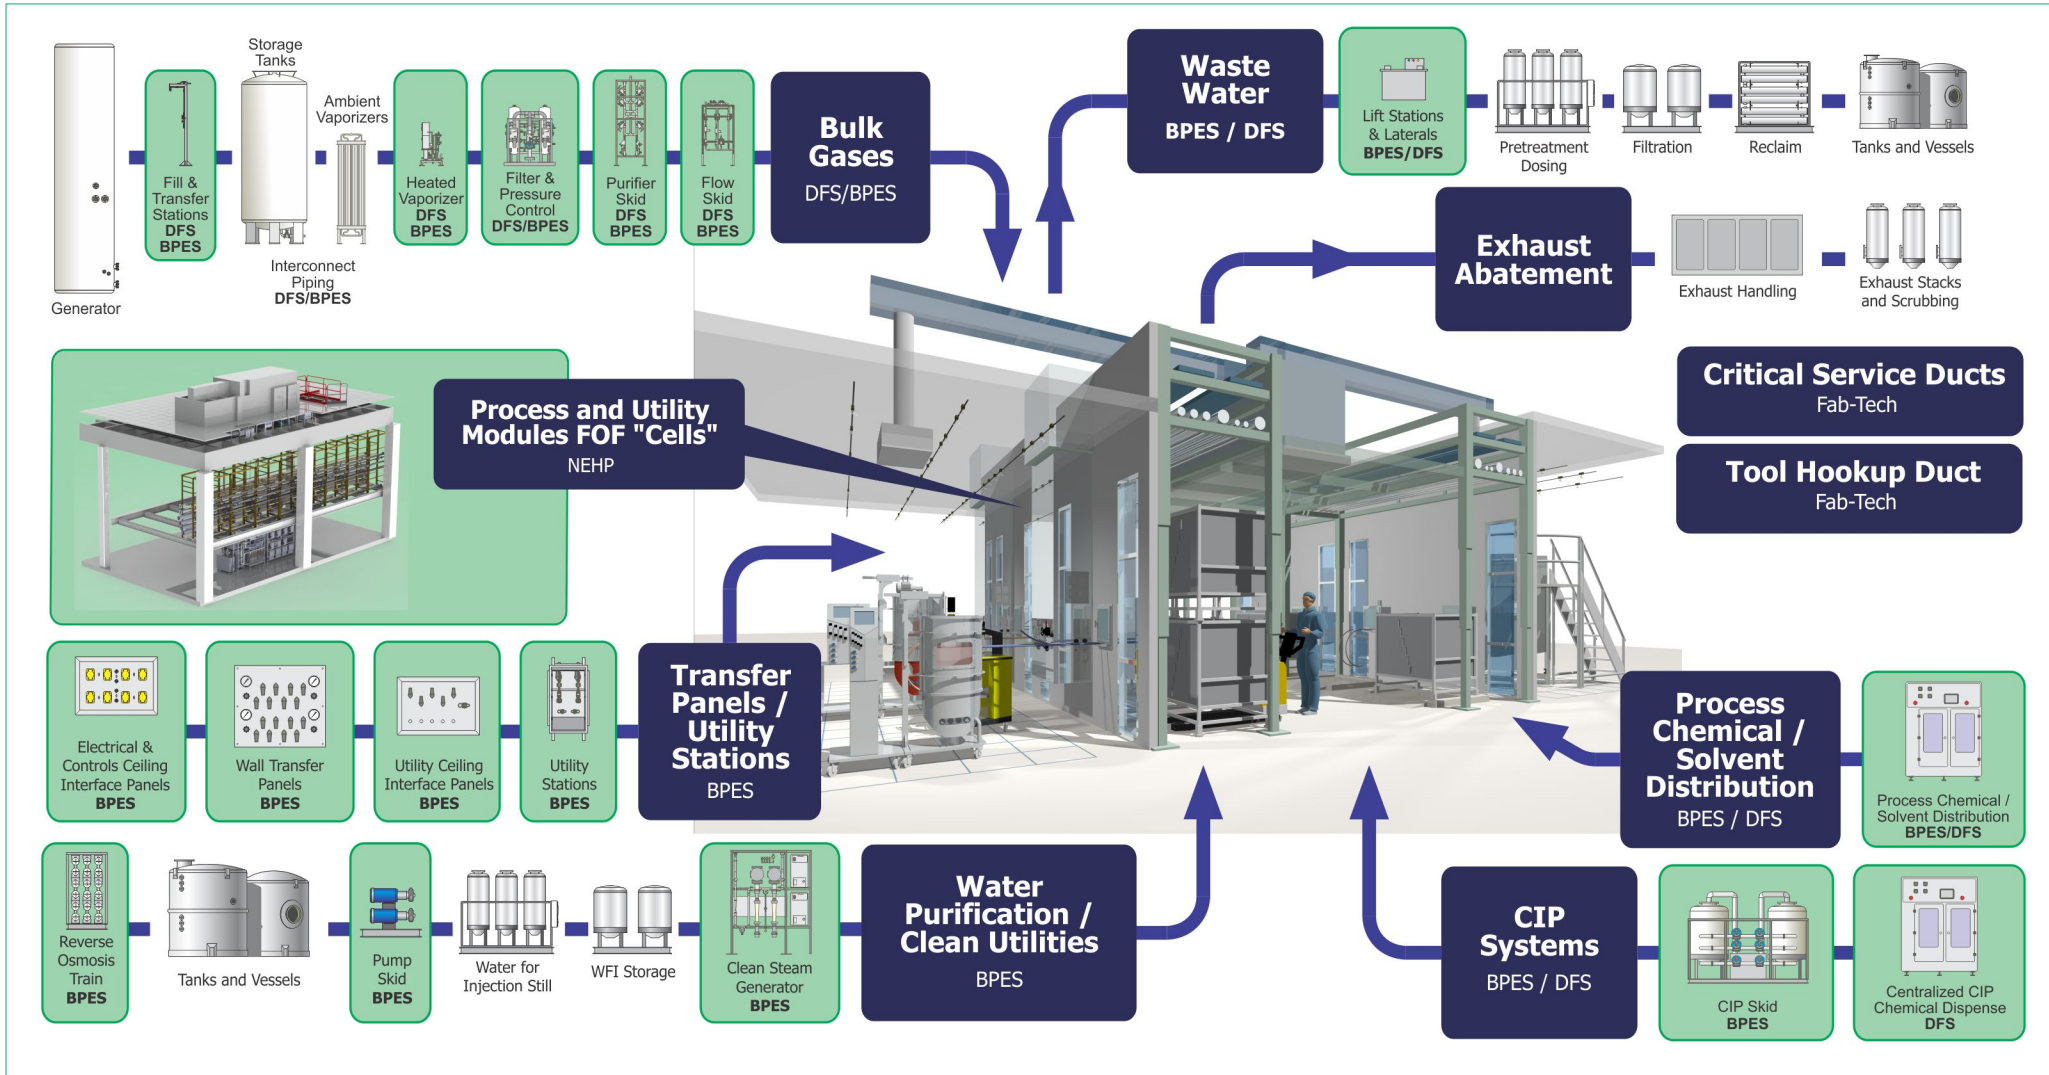 Generator
Fill &
Transfer
Stations
DFS
BPES
Storage
Tanks
Ambient
Vaporizers
Interconnect
Piping
DFS/BPES
Heated
Vaporizer
DFS
BPES
Filter &
Pressure
Control
DFS/BPES
Purifier
Skid
DFS
BPES
Flow
Skid
DFS
BPES
Bulk
Gases
DFS/BPES
Waste
Water
BPES / DFS
Lift Stations
& Laterals
BPES/DFS
Pretreatment
Dosing
Filtration
Reclaim
Tanks and Vessels
Exhaust
Abatement
Exhaust Handling
Exhaust Stacks
and Scrubbing
Process and Utility
Modules FOF "Cells"
NEHP
Critical Service Ducts
Fab-Tech
Tool Hookup Duct
Fab-Tech
Electrical &
Controls Ceiling
Interface Panels
BPES
Wall Transfer
Panels
BPES
Utility Ceiling
Interface Panels
BPES
Utility
Stations
BPES
Transfer
Panels /
Utility
Stations
BPES
Process
Chemical /
Solvent
Distribution
BPES / DFS
Process Chemical /
Solvent Distribution
BPES/DFS
Reverse
Osmosis
Train
BPES
Tanks and Vessels
Pump
Skid
BPES
Water for
Injection Still
WFI Storage
Clean Steam
Generator
BPES
Water
Purification /
Clean Utilities
BPES
CIP
Systems
BPES / DFS
CIP Skid
BPES
Centralized CIP
Chemical Dispense
DFS